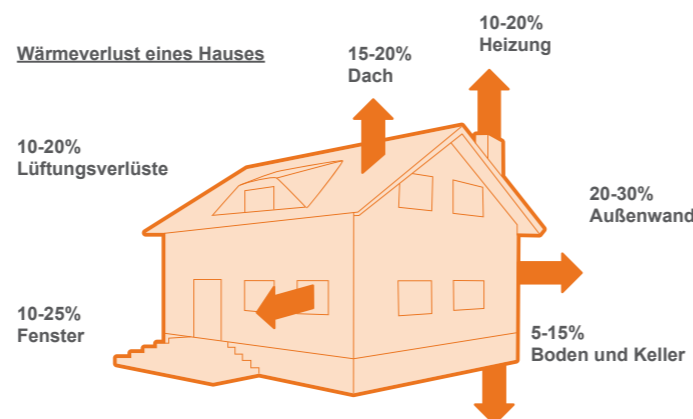 Wärmeverlust eines Hauses
15-20%
Dach
10-20%
Heizung
10-20%
Lüftungsverlüste
20-30%
Außenwand
10-25%
Fenster
5-15%
Boden und Keller